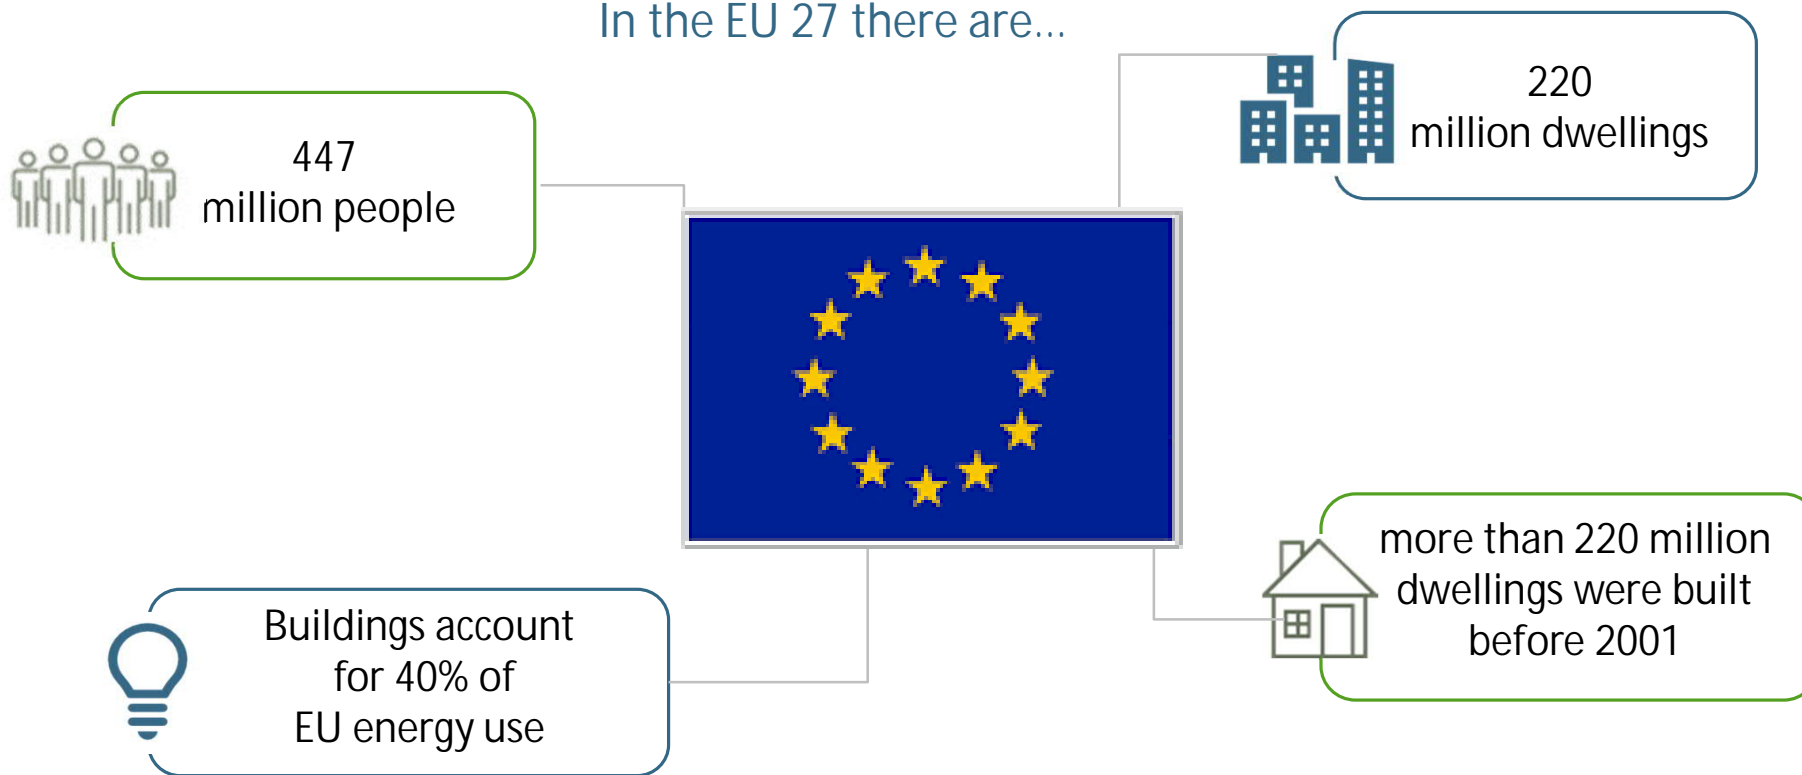 In the EU 27 there are...
447
million people
220
million dwellings
Buildings account
for 40% of
EU energy use
more than 220 million
dwellings were built
before 2001